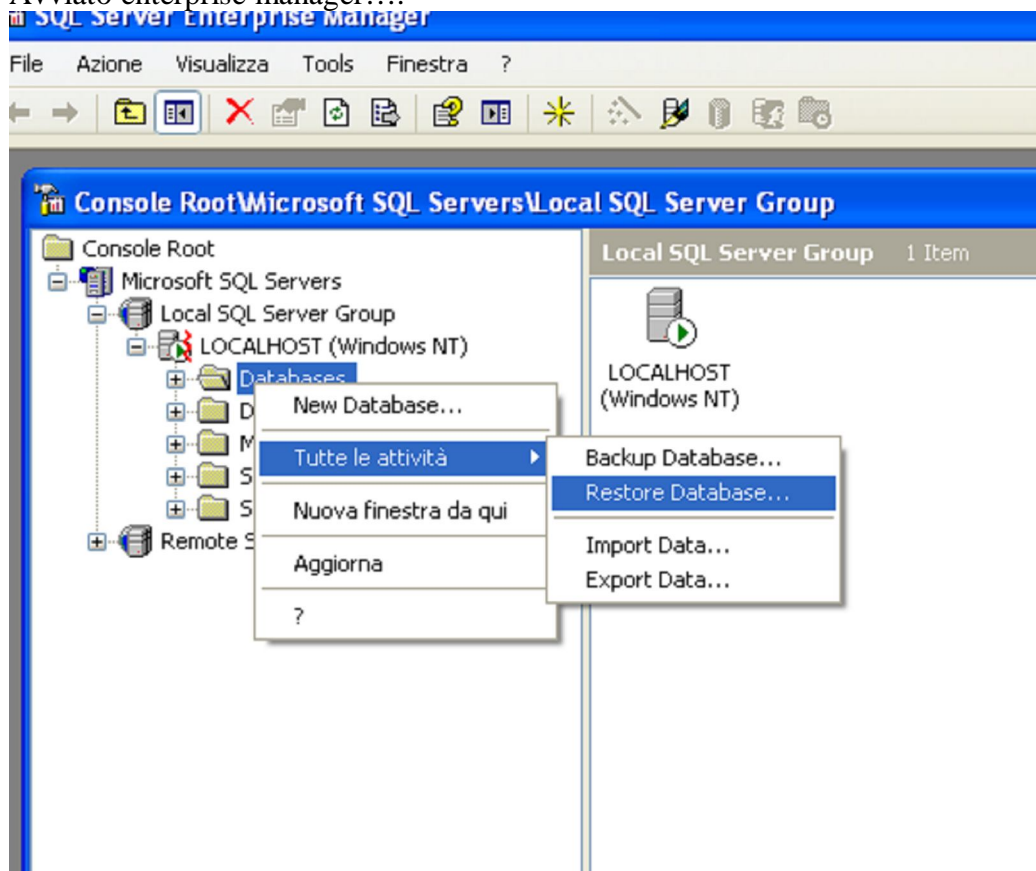 Avviato enterprise manager….
SQL Server Enterprise Manager
File Azione Visualizza Tools Finestra ?
Console Root\Microsoft SQL Servers\Local SQL Server Group
Console Root
Microsoft SQL Servers
Local SQL Server Group
LOCALHOST (Windows NT)
Databases
D
M
S
S
Remote S
Local SQL Server Group 1 Item
LOCALHOST
(Windows NT)
New Database...
Tutte le attività
Nuova finestra da qui
Aggiorna
?
Backup Database...
Restore Database...
Import Data...
Export Data...